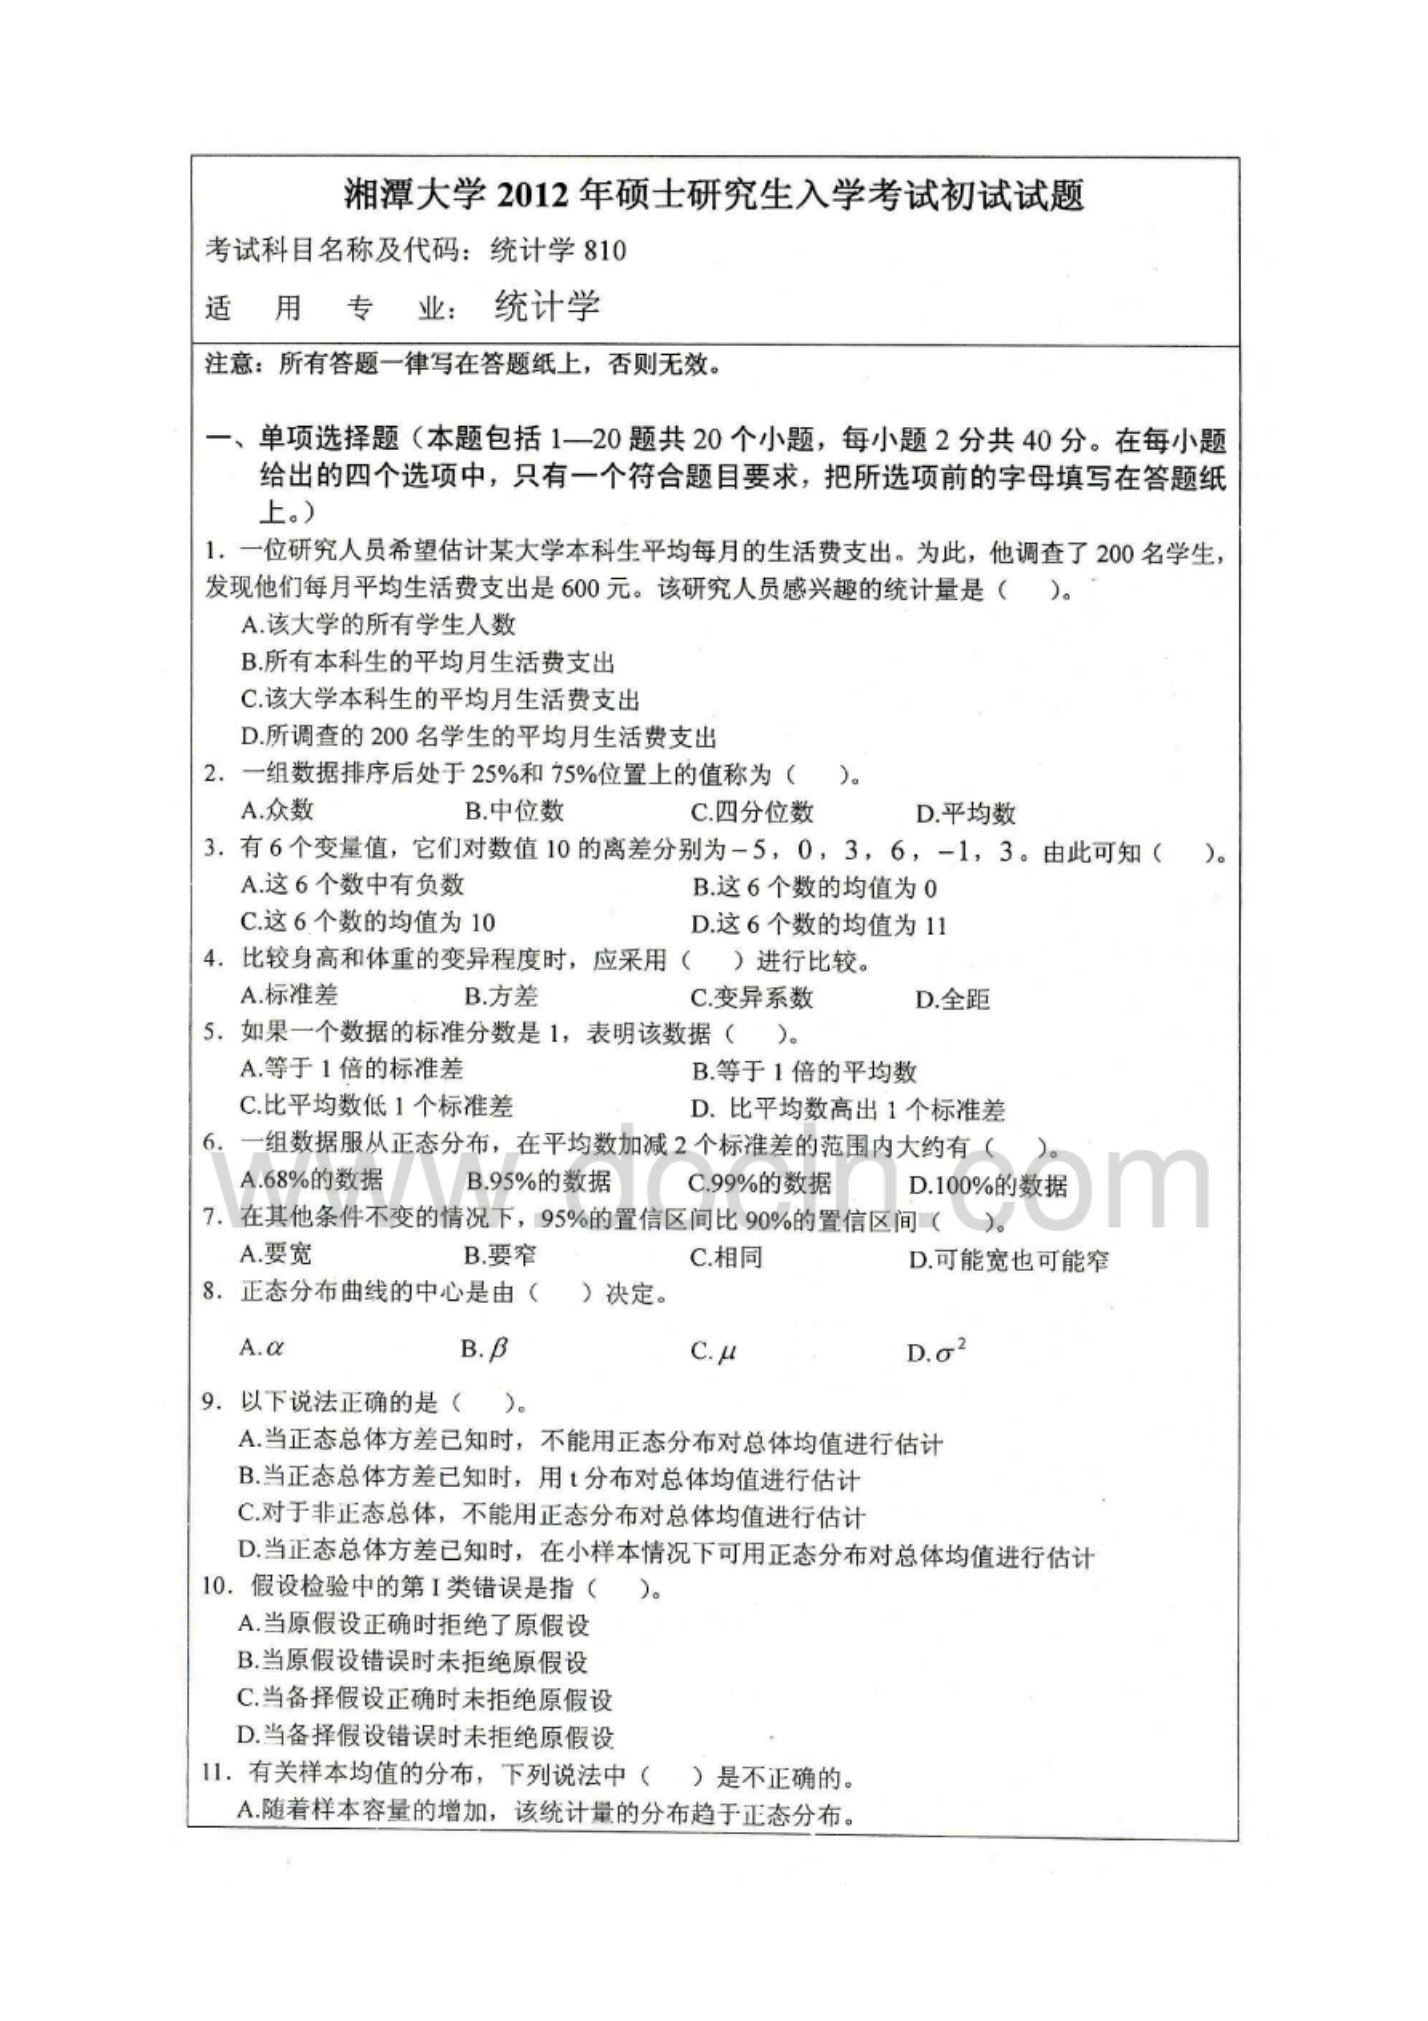 湘潭大学 2012 年硕士研究生入学考试初试试题
考试科目名称及代码：统计学 810
适 用 专 业： 统计学
注意：所有答题一律写在答题纸上，否则无效。
一、单项选择题（本题包括 1—20 题共 20 个小题，每小题 2 分共 40 分。在每小题
给出的四个选项中，只有一个符合题目要求，把所选项前的字母填写在答题纸
上。）
1．一位研究人员希望估计某大学本科生平均每月的生活费支出。为此，他调查了 200 名学生，
发现他们每月平均生活费支出是 600 元。该研究人员感兴趣的统计量是（ ）。
A.该大学的所有学生人数
B.所有本科生的平均月生活费支出
C.该大学本科生的平均月生活费支出
D.所调查的 200 名学生的平均月生活费支出
2．一组数据排序后处于 25%和 75%位置上的值称为（ ）。
A.众数 B.中位数 C.四分位数 D.平均数
3．有 6 个变量值，它们对数值 10 的离差分别为－5，0，3，6，－1，3。由此可知（ ）。
A.这 6 个数中有负数 B.这 6 个数的均值为 0
C.这 6 个数的均值为 10 D.这 6 个数的均值为 11
4．比较身高和体重的变异程度时，应采用（ ）进行比较。
A.标准差 B.方差 C.变异系数 D.全距
5．如果一个数据的标准分数是 1，表明该数据（ ）。
A.等于 1 倍的标准差 B.等于 1 倍的平均数
C.比平均数低 1 个标准差 D. 比平均数高出 1 个标准差
6．一组数据服从正态分布，在平均数加减 2 个标准差的范围内大约有（ ）。
www.docin.com
A.68%的数据 B.95%的数据 C.99%的数据 D.100%的数据
7．在其他条件不变的情况下，95%的置信区间比 90%的置信区间（ ）。
A.要宽 B.要窄 C.相同 D.可能宽也可能窄
8．正态分布曲线的中心是由（ ）决定。
A.α B.β C.μ D.σ²
9．以下说法正确的是（ ）。
A.当正态总体方差已知时，不能用正态分布对总体均值进行估计
B.当正态总体方差已知时，用 t 分布对总体均值进行估计
C.对于非正态总体，不能用正态分布对总体均值进行估计
D.当正态总体方差已知时，在小样本情况下可用正态分布对总体均值进行估计
10．假设检验中的第 I 类错误是指（ ）。
A.当原假设正确时拒绝了原假设
B.当原假设错误时未拒绝原假设
C.当备择假设正确时未拒绝原假设
D.当备择假设错误时未拒绝原假设
11．有关样本均值的分布，下列说法中（ ）是不正确的。
A.随着样本容量的增加，该统计量的分布趋于正态分布。